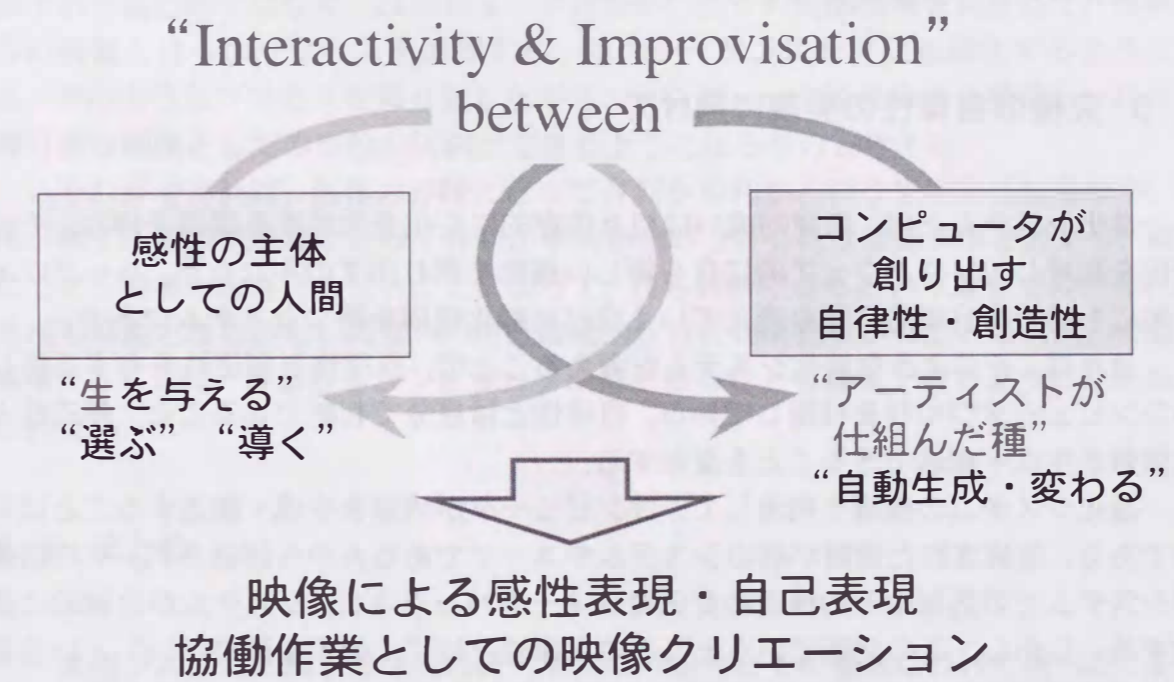 “Interactivity & Inprovisation”
between
感性の主体
としての人間
コンピュータが
創り出す
自律性・創造性
“生を与える”
“選ぶ” “導く”
“アーティストが
仕組んだ種”
“自動生成・変わる”
映像による感性表現・自己表現
協働作業としての映像クリエーション